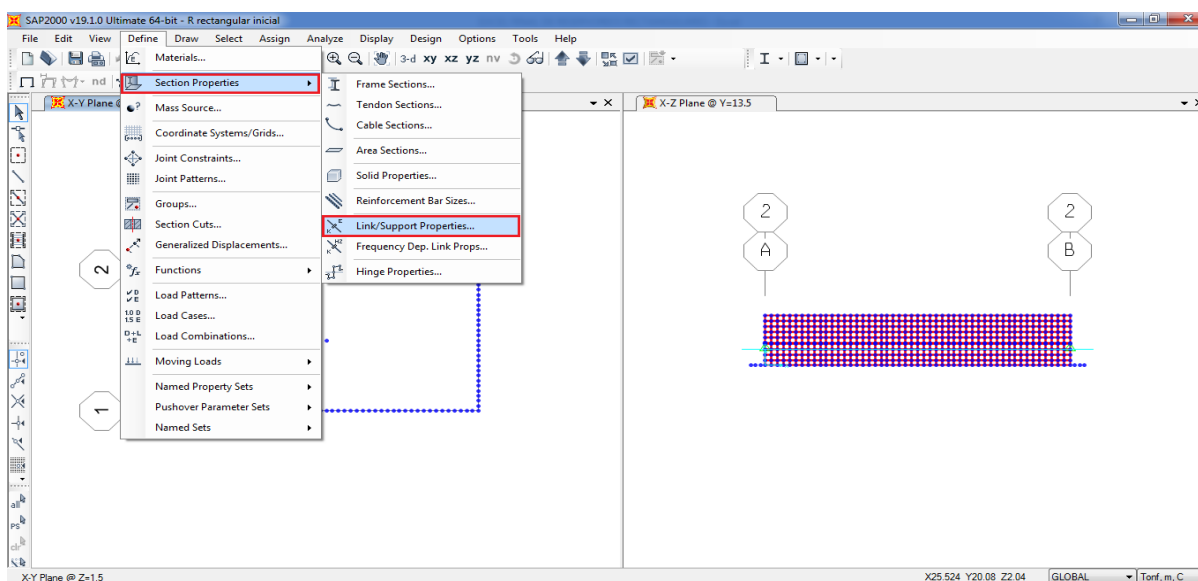 SAP2000 v19.1.0 Ultimate 64-bit - R rectangular inicial
File Edit View Define Draw Select Assign Analyze Display Design Options Tools Help
3-d xy xz yz nv
nd
Materials...
Section Properties
Mass Source...
Coordinate Systems/Grids...
Joint Constraints...
Joint Patterns...
Groups...
Section Cuts...
Generalized Displacements...
Functions
Load Patterns...
Load Cases...
Load Combinations...
Moving Loads
Named Property Sets
Pushover Parameter Sets
Named Sets
Frame Sections...
Tendon Sections...
Cable Sections...
Area Sections...
Solid Properties...
Reinforcement Bar Sizes...
Link/Support Properties...
Frequency Dep. Link Props...
Hinge Properties...
X-Y Plane @
X-Z Plane @ Y=13.5
2
1
2
A
2
B
all
PS
clr
X-Y Plane @ Z=1.5
X25.524 Y20.08 Z2.04
GLOBAL
Tonf, m, C